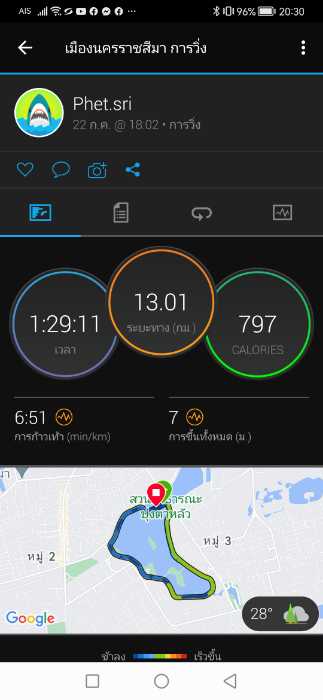 AIS 96% 20:30
เมืองนครราชสีมา การวิ่ง
Phet.sri
22 ก.ค. @ 18:02 • การวิ่ง
1:29:11
เวลา
13.01
ระยะทาง (กม.)
797
CALORIES
6:51
การก้าวเท้า (min/km)
7
การขึ้นทั้งหมด (ม.)
สวนสาธารณะ
บุ่งตาหลัว
หมู่ 3
หมู่ 2
Google
28°
ช้าลง เร็วขึ้น